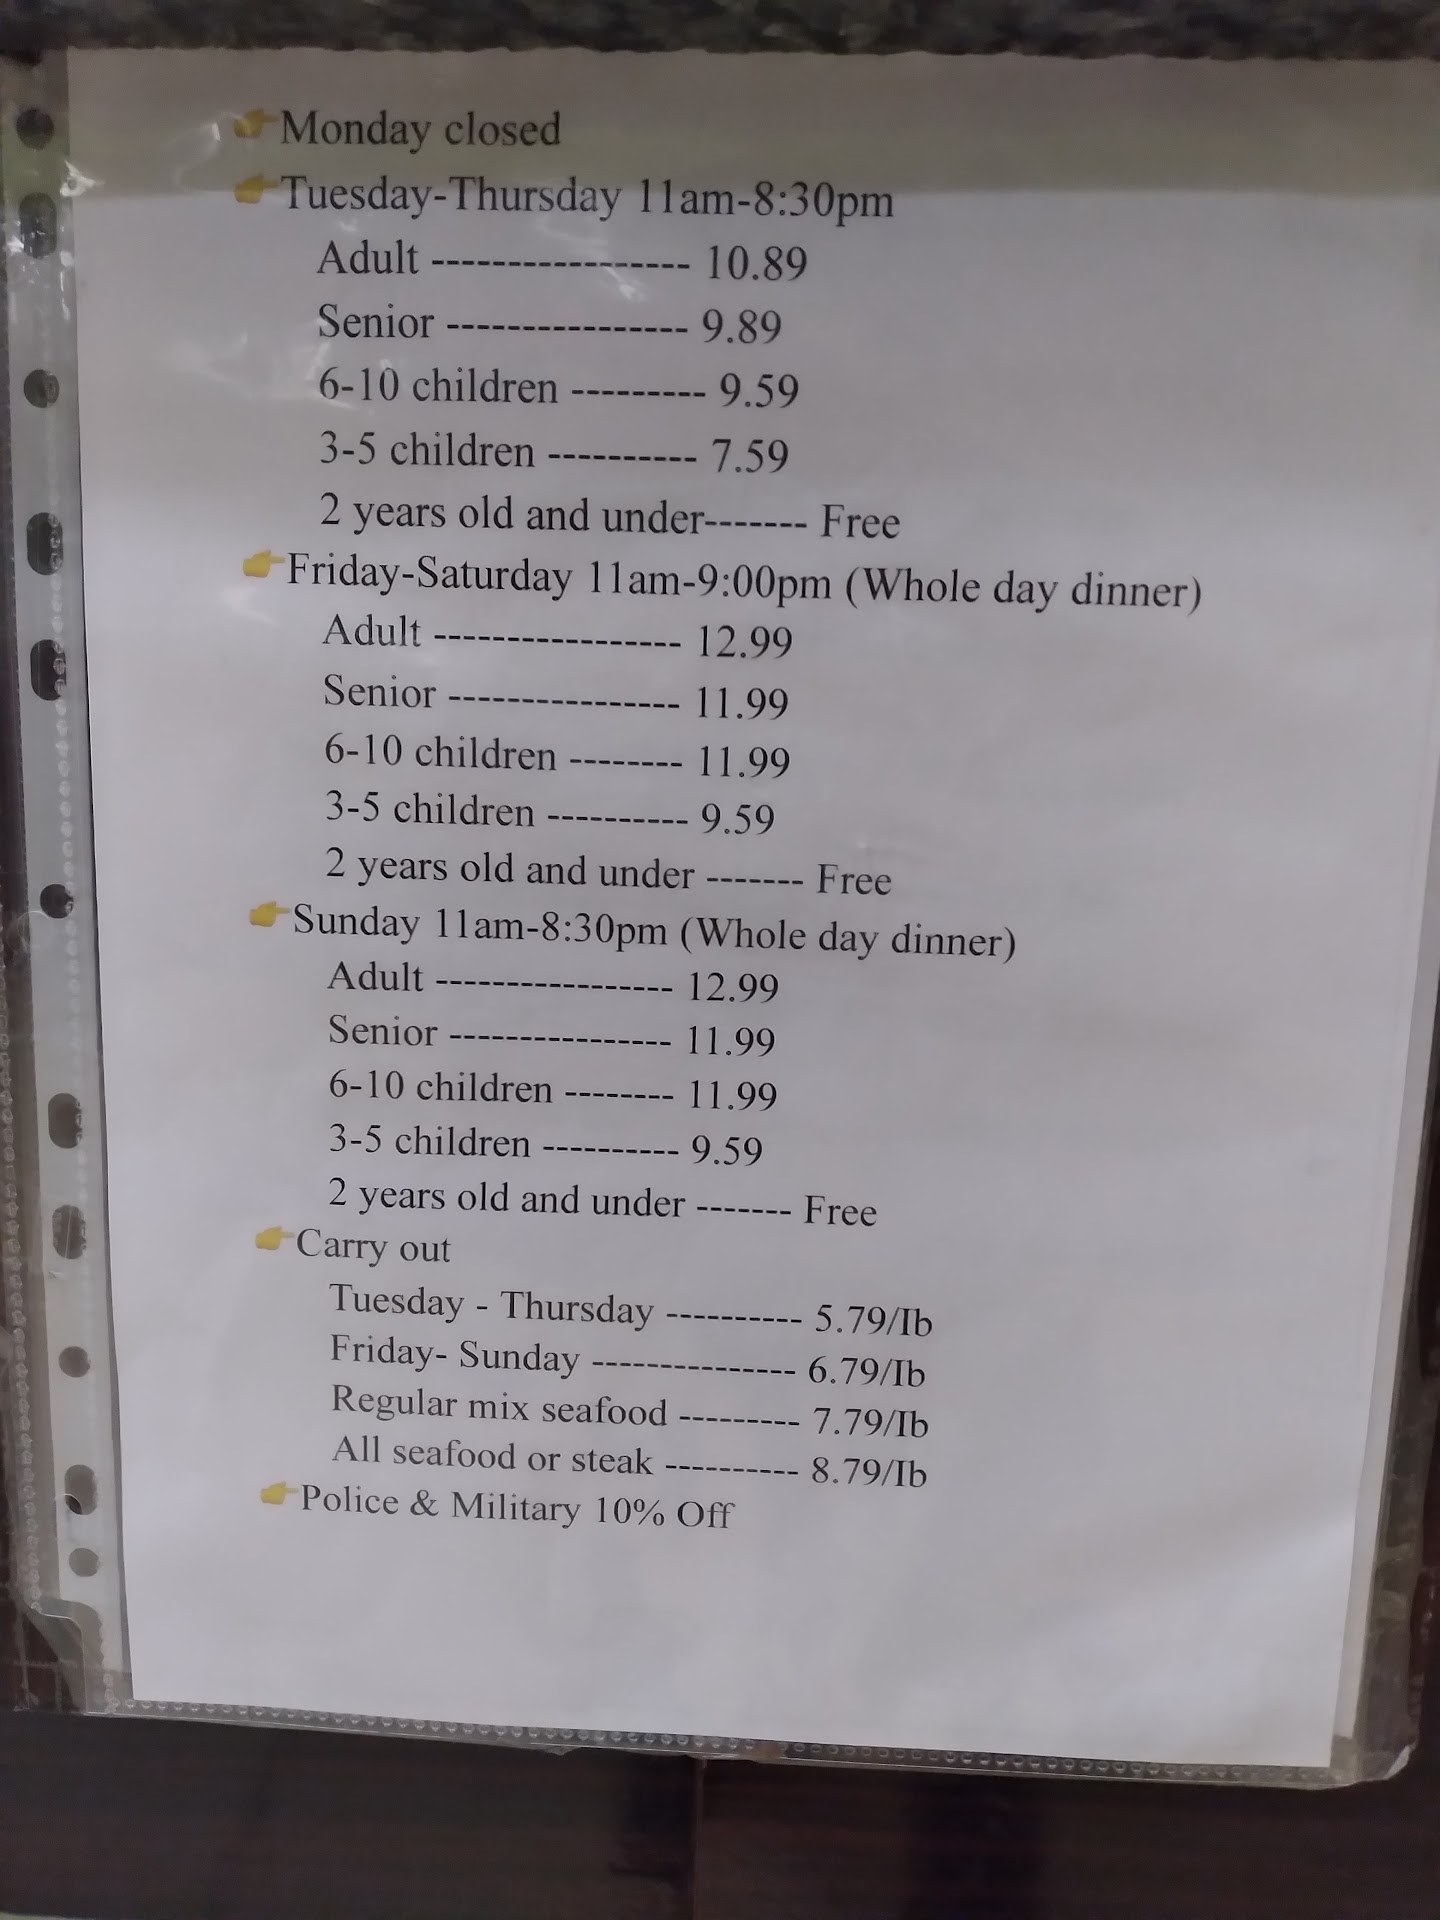 👉Monday closed
👉Tuesday-Thursday 11am-8:30pm
Adult ----------------- 10.89
Senior ---------------- 9.89
6-10 children --------- 9.59
3-5 children ---------- 7.59
2 years old and under------- Free
👉Friday-Saturday 11am-9:00pm (Whole day dinner)
Adult ----------------- 12.99
Senior ---------------- 11.99
6-10 children -------- 11.99
3-5 children ---------- 9.59
2 years old and under ------- Free
👉Sunday 11am-8:30pm (Whole day dinner)
Adult ----------------- 12.99
Senior ---------------- 11.99
6-10 children -------- 11.99
3-5 children ---------- 9.59
2 years old and under ------- Free
👉Carry out
Tuesday - Thursday ---------- 5.79/Ib
Friday- Sunday --------------- 6.79/Ib
Regular mix seafood --------- 7.79/Ib
All seafood or steak ---------- 8.79/Ib
👉Police & Military 10% Off